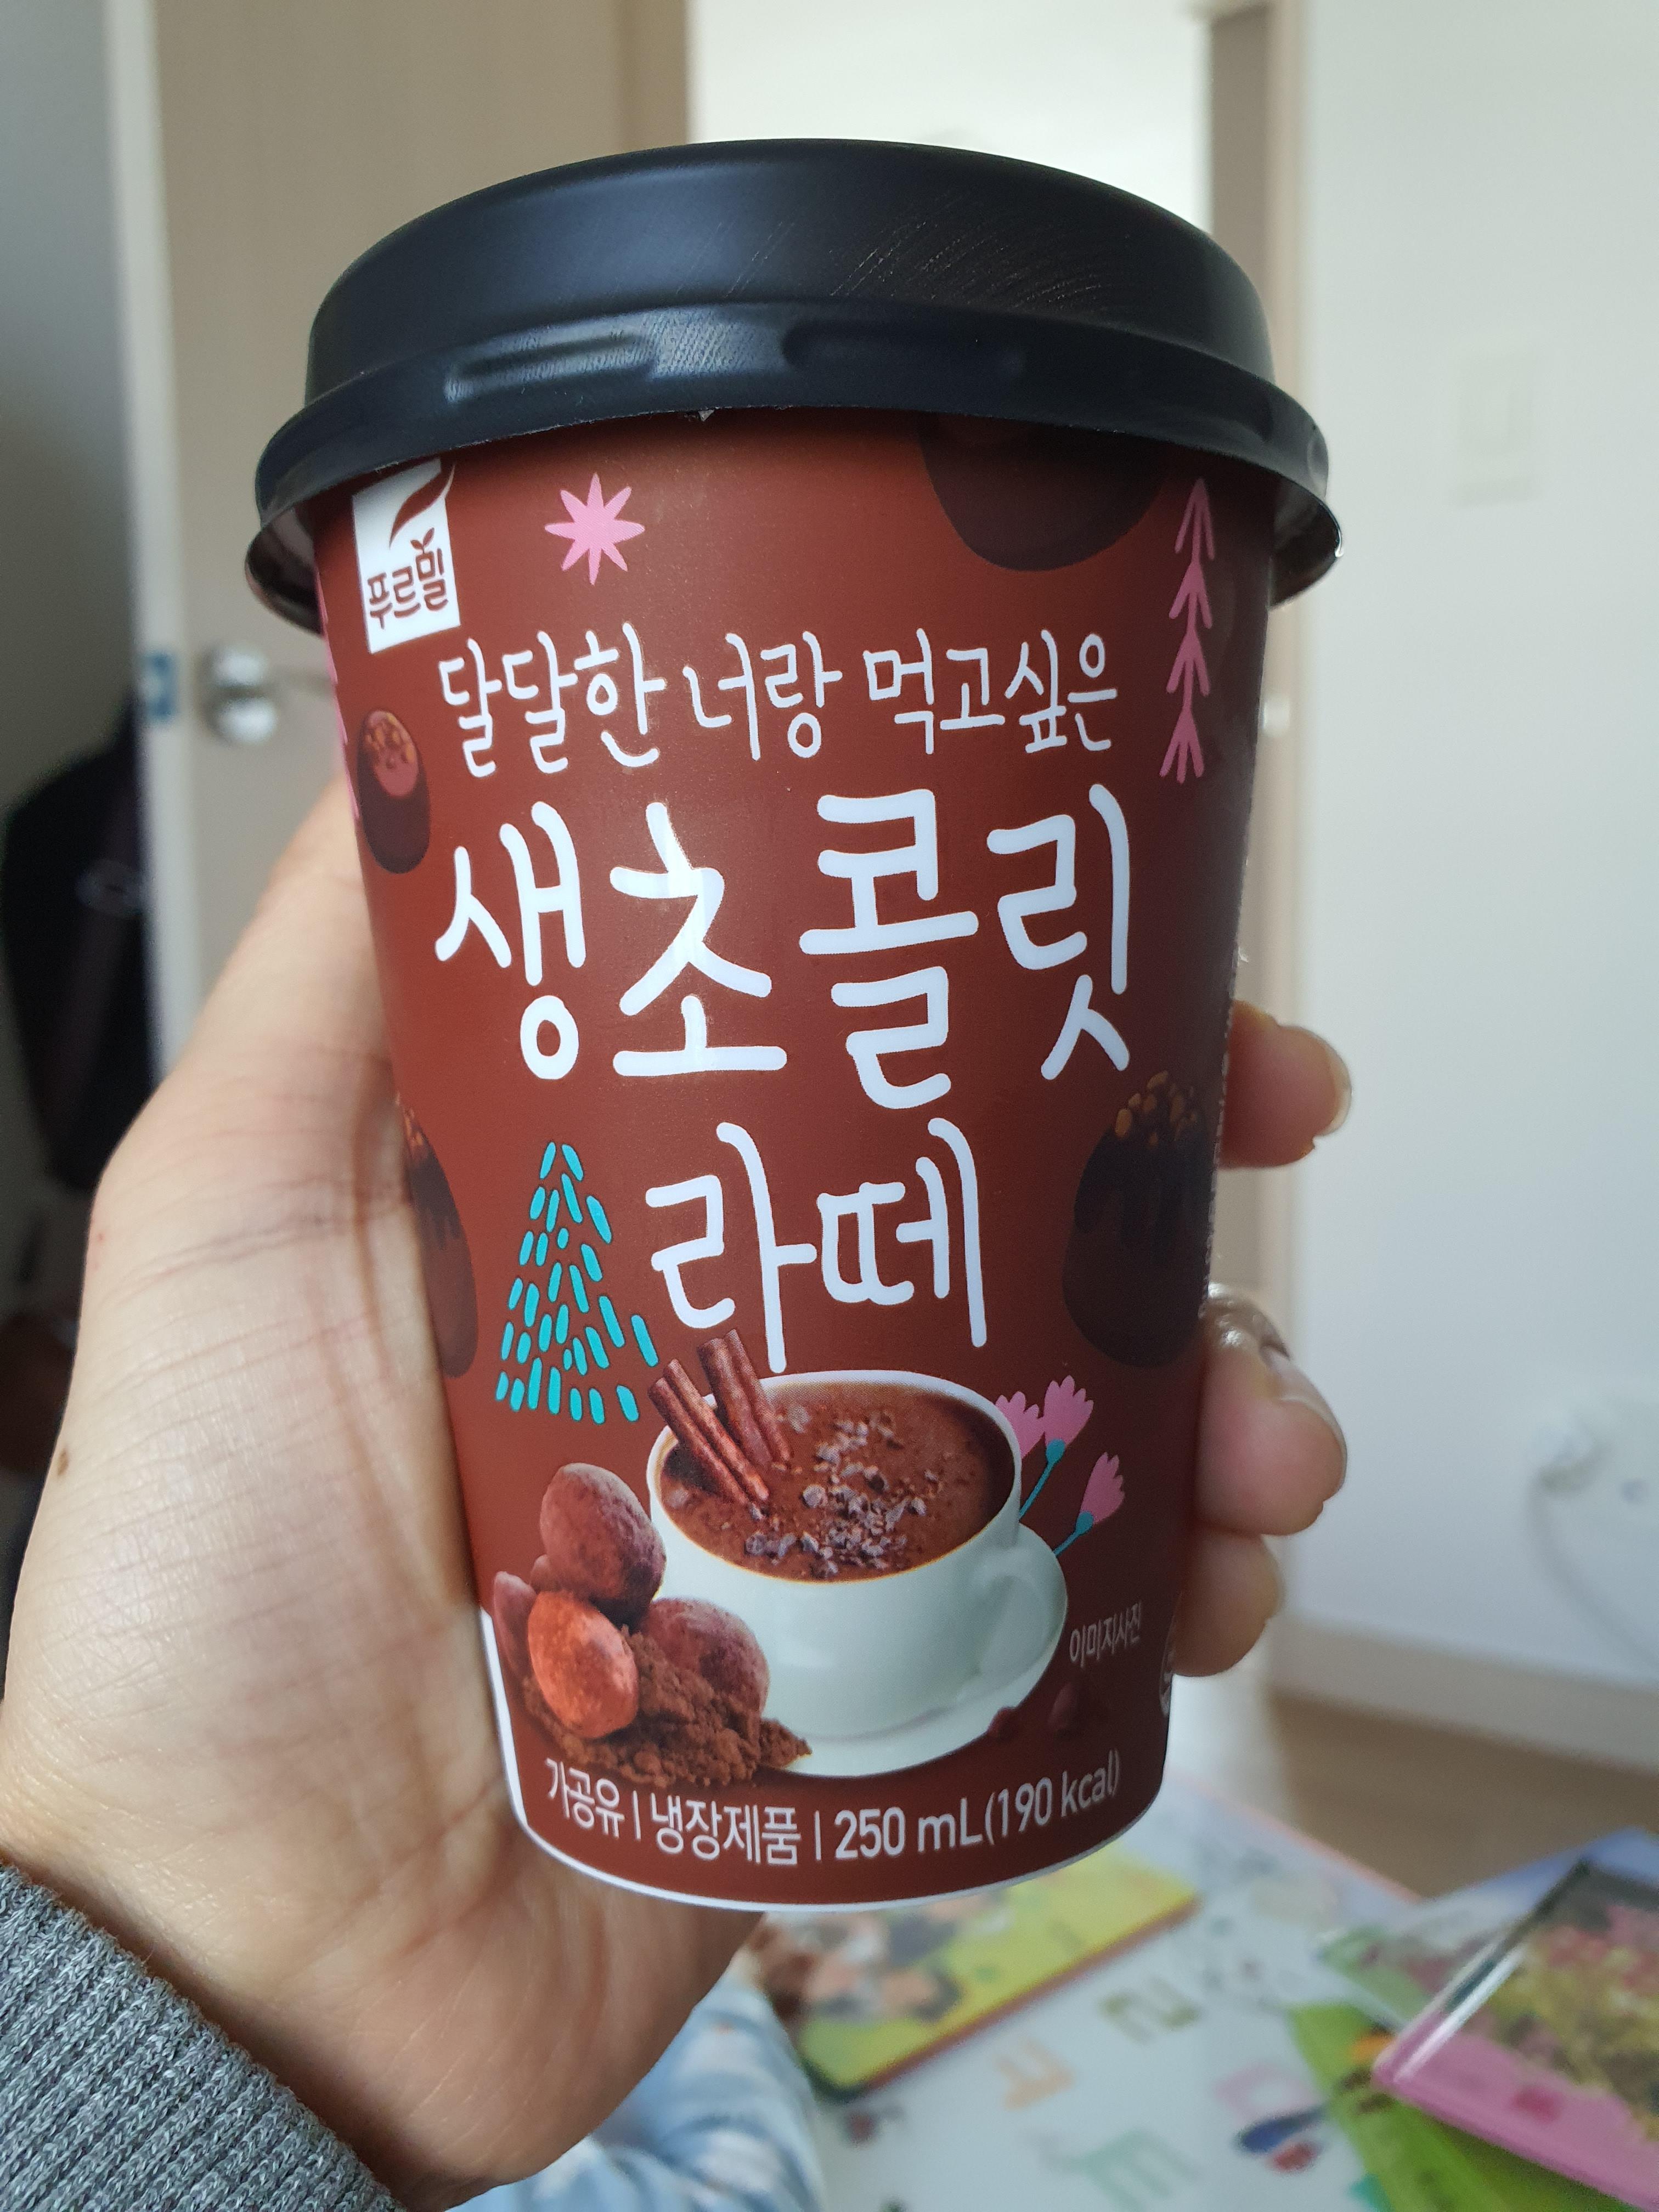 푸르밀
달달한 너랑 먹고싶은
생초콜릿
라떼
이미지사진
가공유 | 냉장제품 | 250 mL(190 kcal)